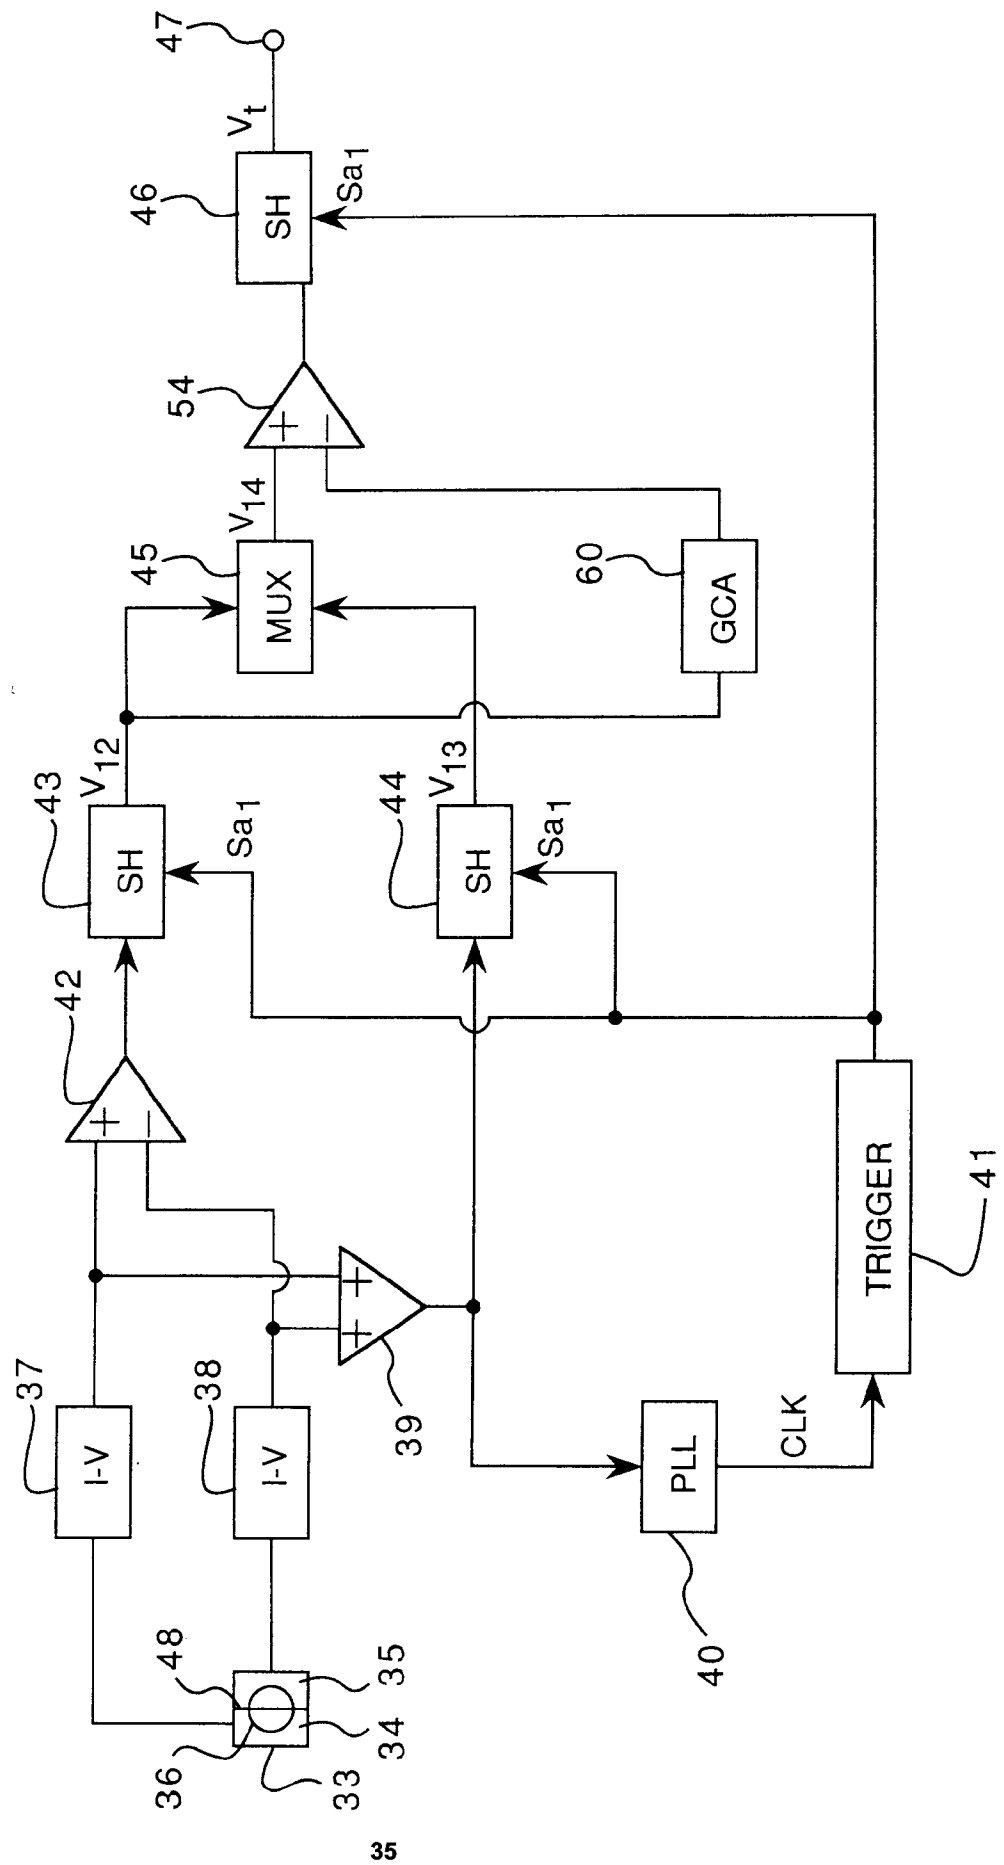 47
Vt
46
SH
Sa1
54
+
−
V14
45
MUX
60
GCA
V12
43
SH
Sa1
V13
44
SH
Sa1
42
+
−
37
I-V
38
I-V
+
+
39
CLK
PLL
40
TRIGGER
41
48
35
36
34
33
35